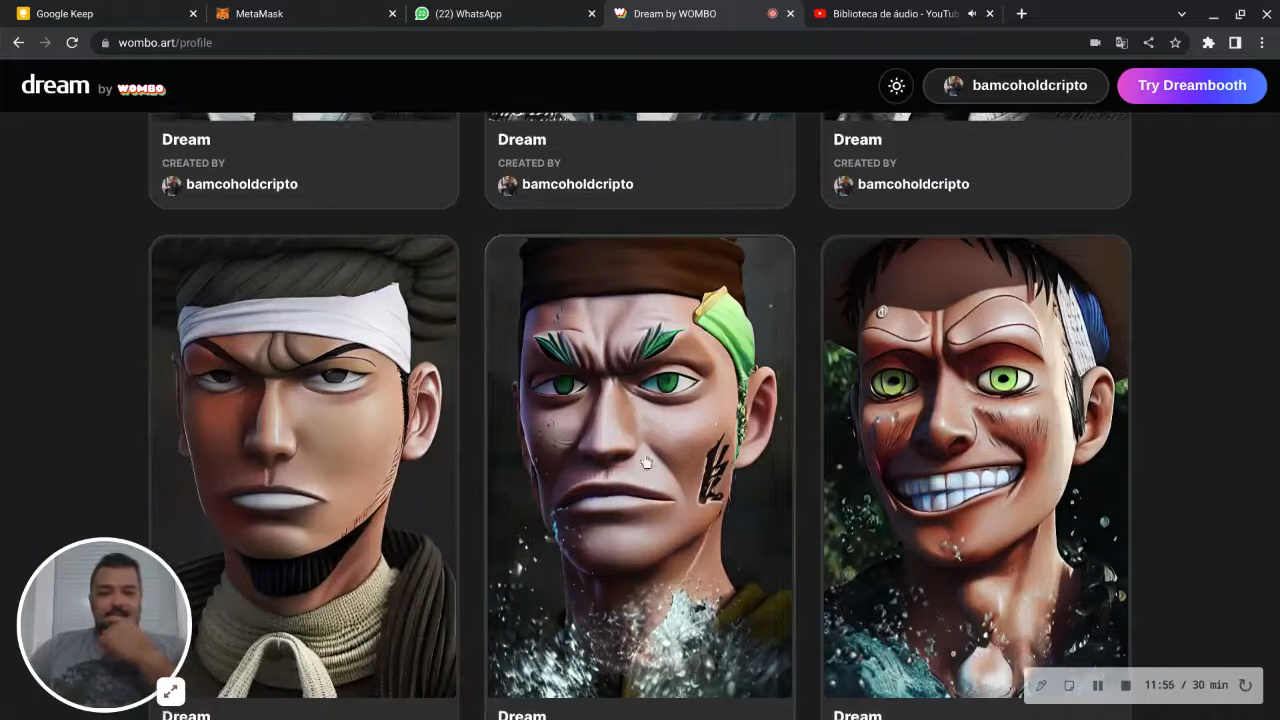 Google Keep
MetaMask
(22) WhatsApp
Dream by WOMBO
Biblioteca de áudio - YouTub
wombo.art/profile
dream by WOMBO
bamcoholdcripto
Try Dreambooth
Dream
CREATED BY
bamcoholdcripto
Dream
CREATED BY
bamcoholdcripto
Dream
CREATED BY
bamcoholdcripto
Dream
Dream
Dream
11:55 / 30 min